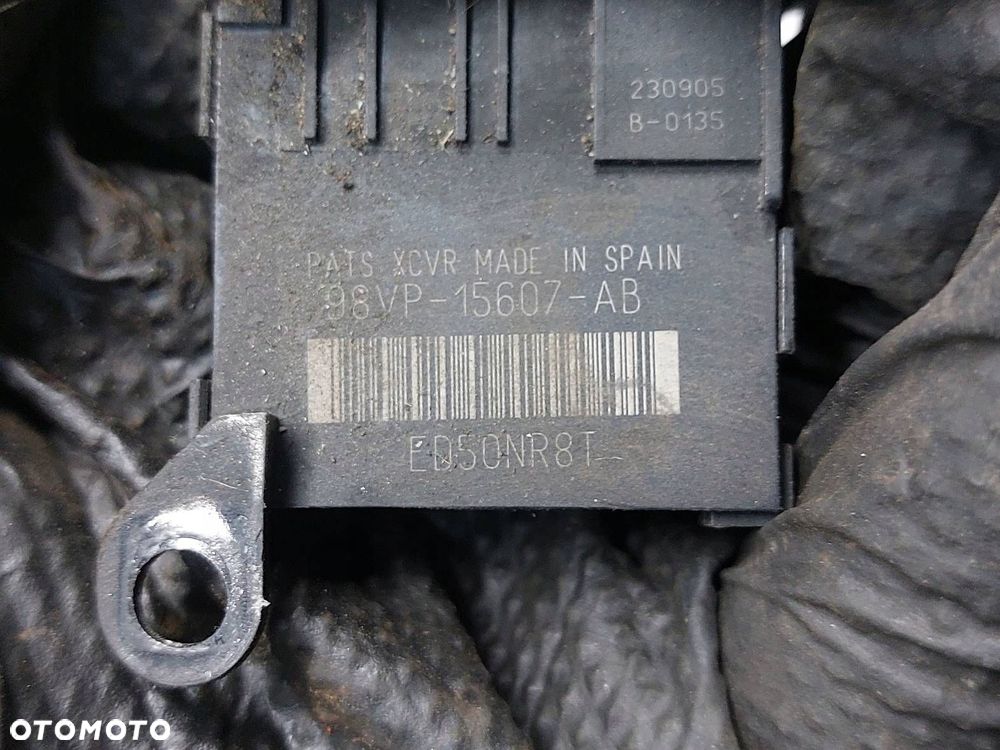 230905
B-0135
PATS XCVR MADE IN SPAIN
98VP-15607-AB
ED50NR8T
OTOMOTO